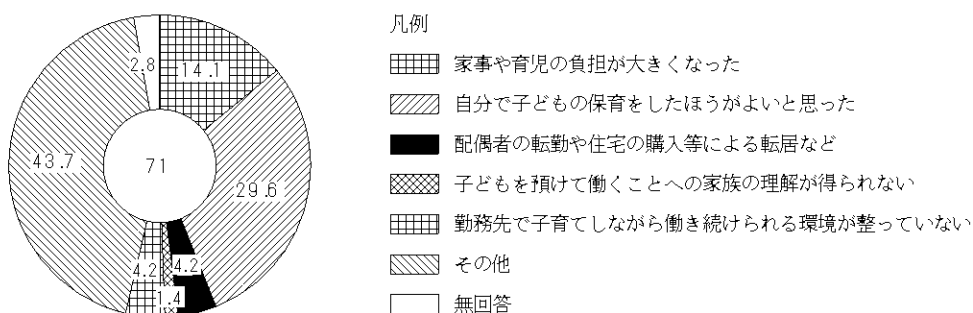 凡例
家事や育児の負担が大きくなった
自分で子どもの保育をしたほうがよいと思った
配偶者の転勤や住宅の購入等による転居など
子どもを預けて働くことへの家族の理解が得られない
勤務先で子育てしながら働き続けられる環境が整っていない
その他
無回答
2.8
14.1
43.7
71
29.6
4.2
4.2
1.4